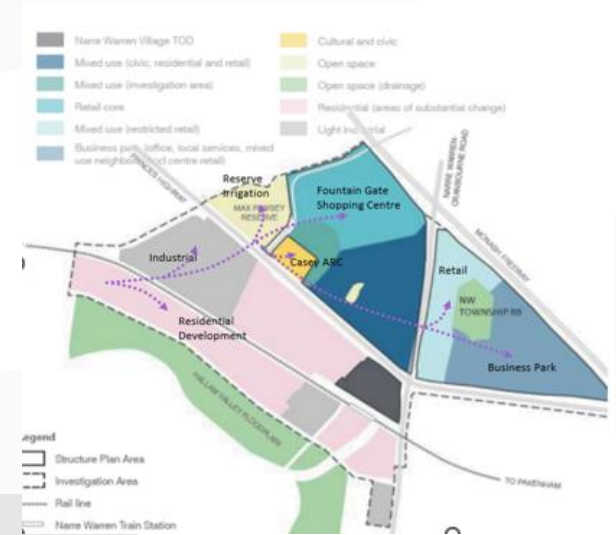 Narre Warren Village TOD
Mixed use (civic, residential and retail)
Mixed use (investigation area)
Retail core
Mixed use (restricted retail)
Business park (office, local services, mixed
use neighbourhood centre retail)
Cultural and civic
Open space
Open space (drainage)
Residential (areas of substantial change)
Light industrial
PRINCES HIGHWAY
NARRE WARREN-
CRANBOURNE ROAD
MONASH FREEWAY
Reserve
Irrigation
MAX PAWSEY
RESERVE
Fountain Gate
Shopping Centre
Industrial
Casey ARC
Retail
NW
TOWNSHIP RB
Residential
Development
Business Park
HALLAM VALLEY FLOODPLAIN
TO PAKENHAM
Legend
Structure Plan Area
Investigation Area
Rail line
Narre Warren Train Station